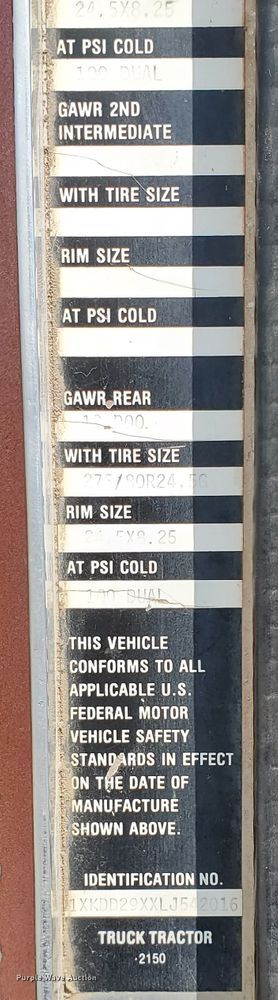 24.5X8.25
AT PSI COLD
100 DUAL
GAWR 2ND
INTERMEDIATE
WITH TIRE SIZE
RIM SIZE
AT PSI COLD
GAWR REAR
WITH TIRE SIZE
275/80R24.5G
RIM SIZE
24.5X8.25
AT PSI COLD
100 DUAL
THIS VEHICLE
CONFORMS TO ALL
APPLICABLE U.S.
FEDERAL MOTOR
VEHICLE SAFETY
STANDARDS IN EFFECT
ON THE DATE OF
MANUFACTURE
SHOWN ABOVE.
IDENTIFICATION NO.
1XKDD29XXLJ542016
TRUCK TRACTOR
·2150
Purple Wave Auction